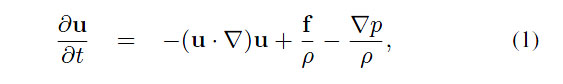 ∂u/∂t = −(u · ∇)u + f/ρ − ∇p/ρ, (1)